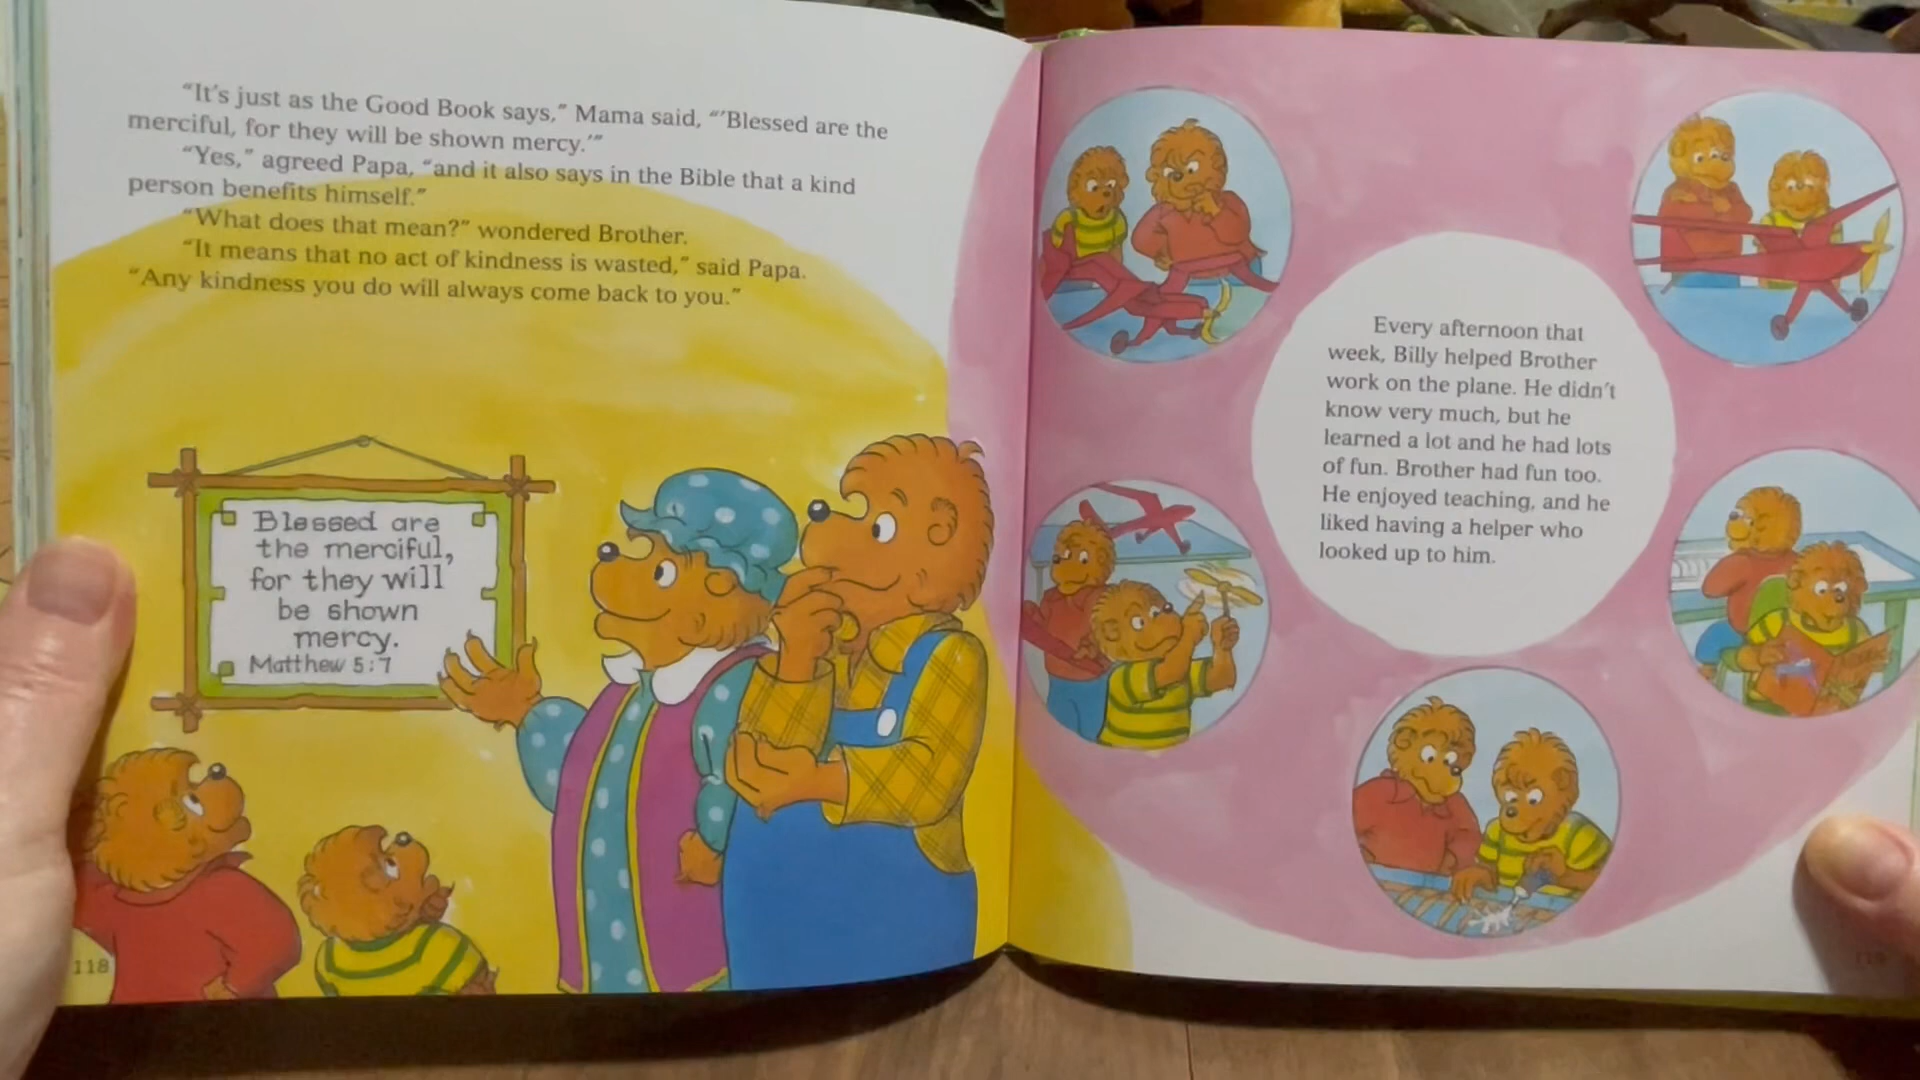 “It’s just as the Good Book says,” Mama said, “‘Blessed are the
merciful, for they will be shown mercy.’”
“Yes,” agreed Papa, “and it also says in the Bible that a kind
person benefits himself.”
“What does that mean?” wondered Brother.
“It means that no act of kindness is wasted,” said Papa.
“Any kindness you do will always come back to you.”
Blessed are
the merciful,
for they will
be shown
mercy.
Matthew 5:7
118
Every afternoon that
week, Billy helped Brother
work on the plane. He didn’t
know very much, but he
learned a lot and he had lots
of fun. Brother had fun too.
He enjoyed teaching, and he
liked having a helper who
looked up to him.